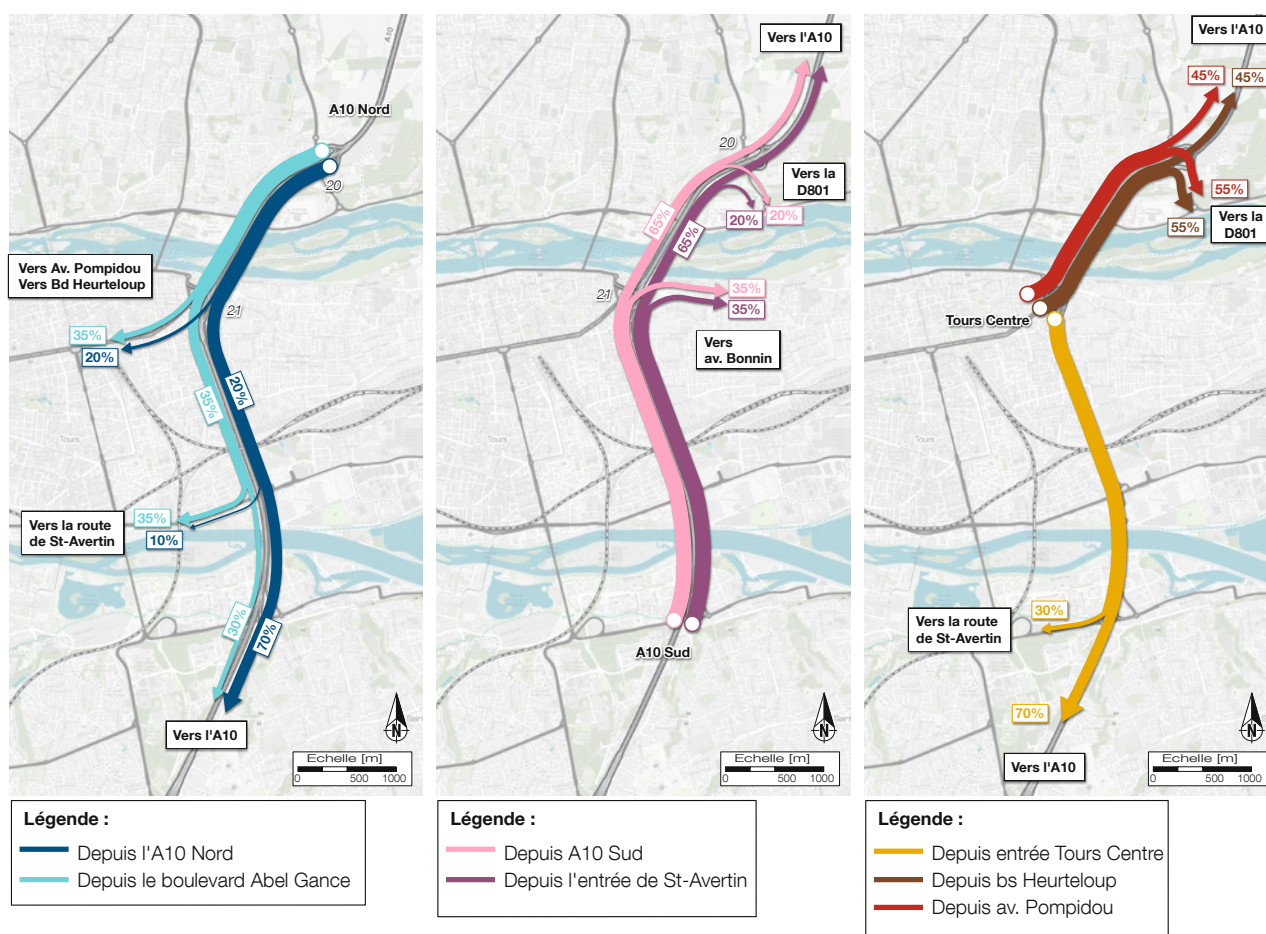 A10
A10 Nord
20
Vers Av. Pompidou
Vers Bd Heurteloup
21
35%
20%
20%
35%
Tours
Vers la route
de St-Avertin
35%
10%
30%
70%
Vers l'A10
N
Echelle [m]
0 500 1000
Légende :
Depuis l'A10 Nord
Depuis le boulevard Abel Gance
Vers l'A10
20
Vers la
D801
65%
65%
20%
20%
21
35%
35%
Vers
av. Bonnin
Tours
A10 Sud
N
Echelle [m]
0 500 1000
Légende :
Depuis A10 Sud
Depuis l'entrée de St-Avertin
Vers l'A10
45%
45%
55%
55%
Vers la
D801
Tours Centre
Tours
30%
Vers la route
de St-Avertin
70%
Vers l'A10
N
Echelle [m]
0 500 1000
Légende :
Depuis entrée Tours Centre
Depuis bs Heurteloup
Depuis av. Pompidou